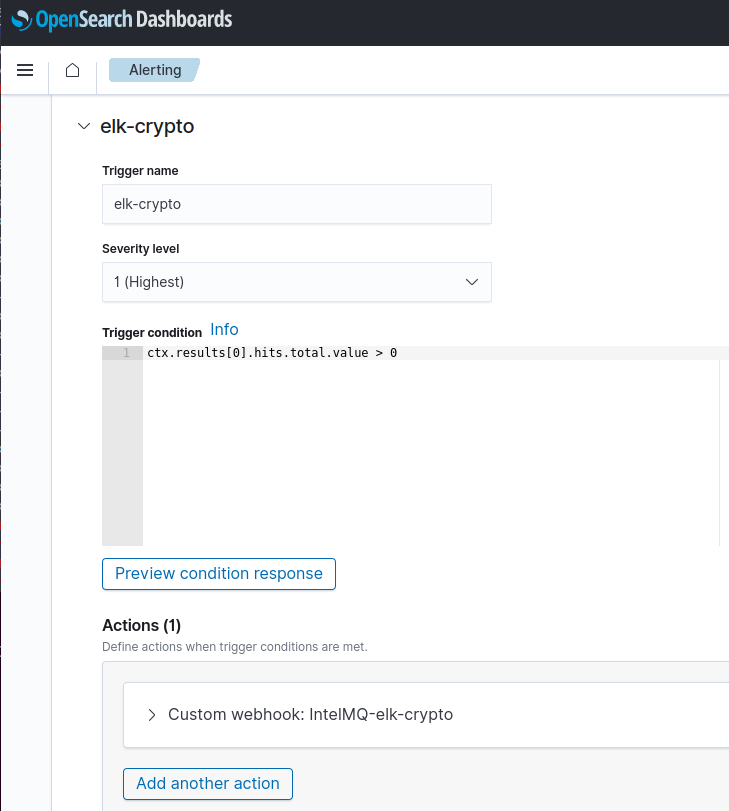 OpenSearch Dashboards
Alerting
elk-crypto
Trigger name
elk-crypto
Severity level
1 (Highest)
Trigger condition Info
1 ctx.results[0].hits.total.value > 0
Preview condition response
Actions (1)
Define actions when trigger conditions are met.
Custom webhook: IntelMQ-elk-crypto
Add another action